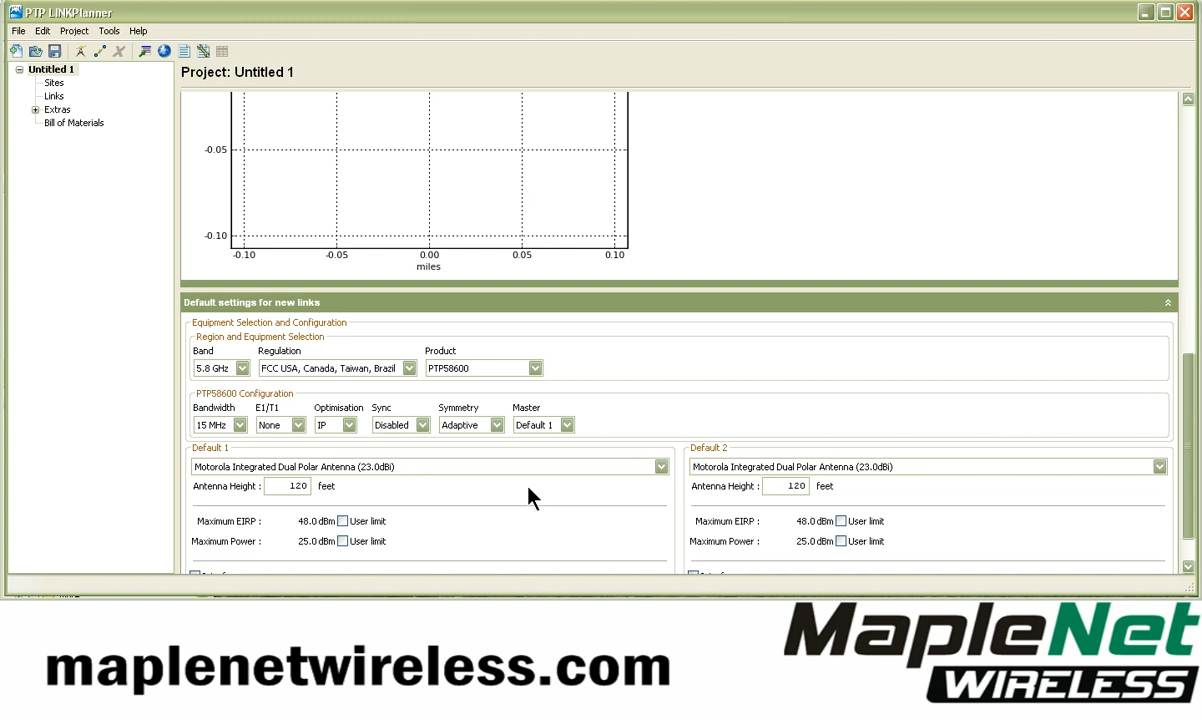 PTP LINKPlanner
File Edit Project Tools Help
Untitled 1
Sites
Links
Extras
Bill of Materials
Project: Untitled 1
-0.05
-0.10
-0.10 -0.05 0.00 0.05 0.10
miles
Default settings for new links
Equipment Selection and Configuration
Region and Equipment Selection
Band Regulation Product
5.8 GHz FCC USA, Canada, Taiwan, Brazil PTP58600
PTP58600 Configuration
Bandwidth E1/T1 Optimisation Sync Symmetry Master
15 MHz None IP Disabled Adaptive Default 1
Default 1 Default 2
Motorola Integrated Dual Polar Antenna (23.0dBi) Motorola Integrated Dual Polar Antenna (23.0dBi)
Antenna Height : 120 feet Antenna Height : 120 feet
Maximum EIRP : 48.0 dBm User limit Maximum EIRP : 48.0 dBm User limit
Maximum Power : 25.0 dBm User limit Maximum Power : 25.0 dBm User limit
maplenetwireless.com
MapleNet
WIRELESS